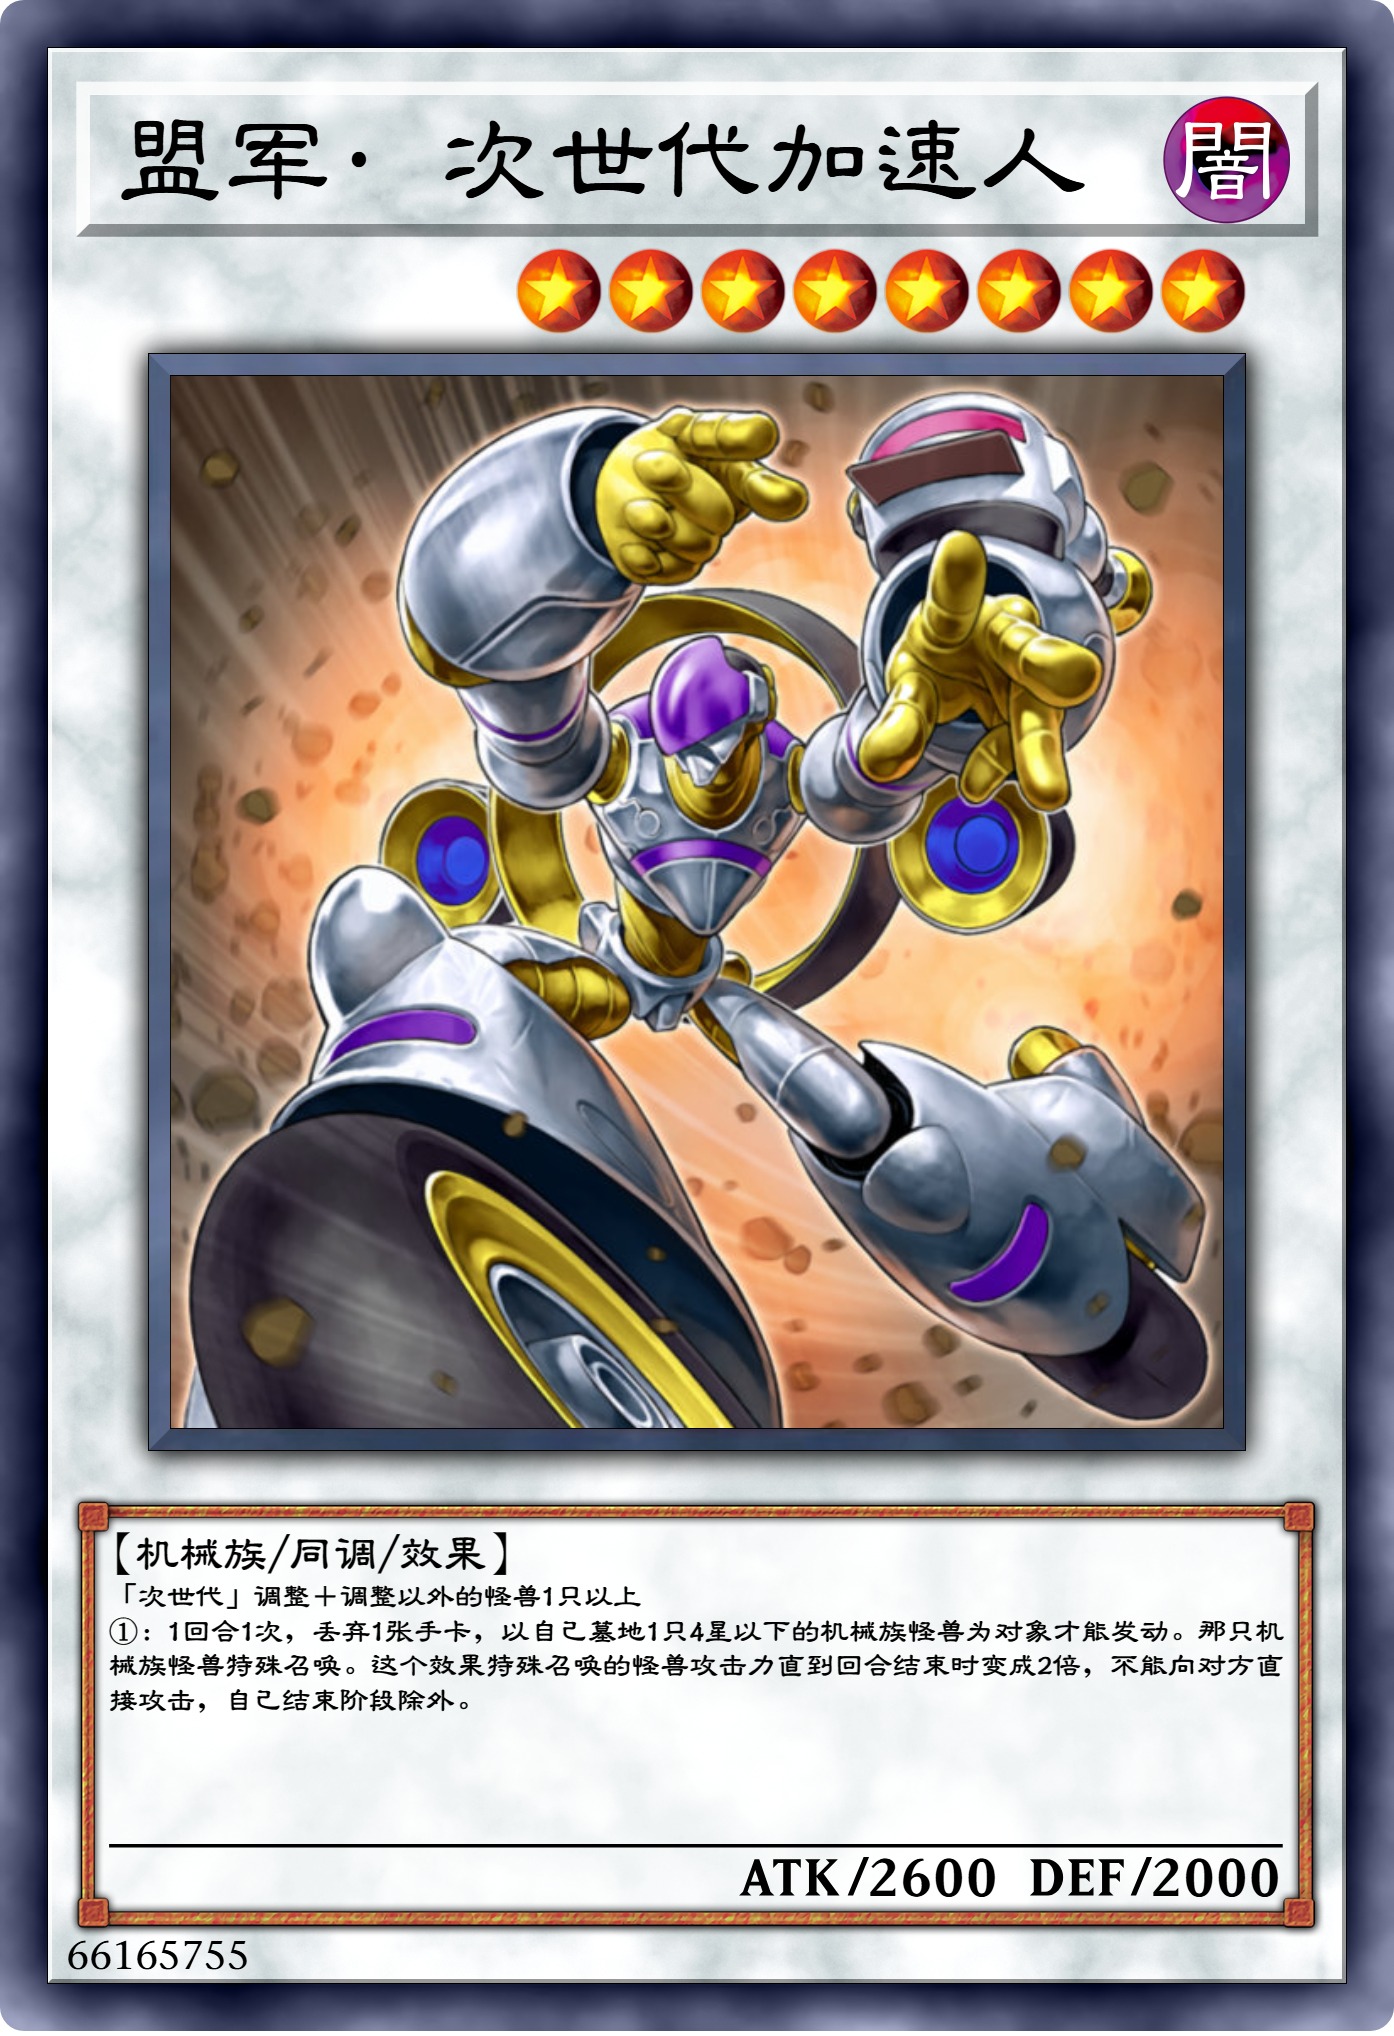 盟军·次世代加速人
闇
【机械族/同调/效果】
「次世代」调整＋调整以外的怪兽1只以上
①：1回合1次，丢弃1张手卡，以自己墓地1只4星以下的机械族怪兽为对象才能发动。那只机
械族怪兽特殊召唤。这个效果特殊召唤的怪兽攻击力直到回合结束时变成2倍，不能向对方直
接攻击，自己结束阶段除外。
ATK/2600 DEF/2000
66165755